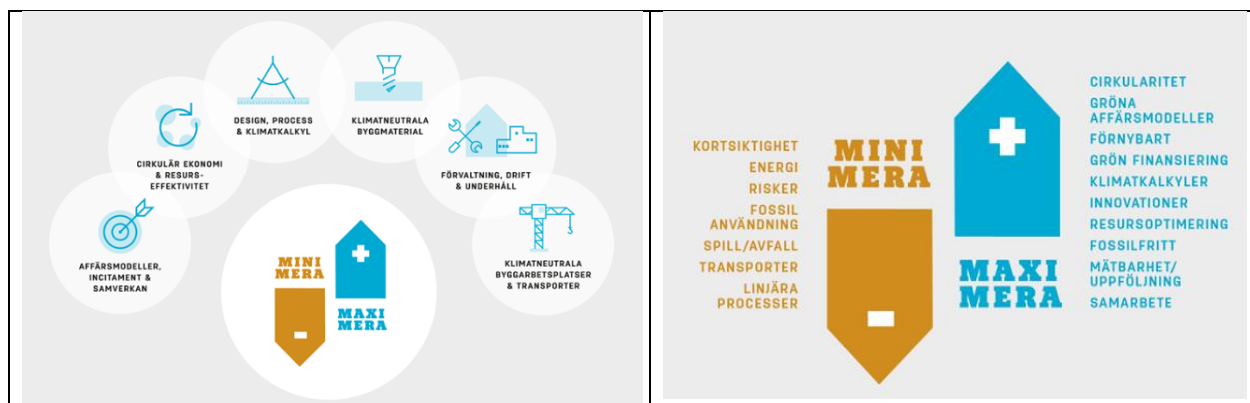 DESIGN, PROCESS
& KLIMATKALKYL
KLIMATNEUTRALA
BYGGMATERIAL
CIRKULÄR EKONOMI
& RESURS-
EFFEKTIVITET
FÖRVALTNING, DRIFT
& UNDERHÅLL
AFFÄRSMODELLER,
INCITAMENT &
SAMVERKAN
KLIMATNEUTRALA
BYGGARBETSPLATSER
& TRANSPORTER
MINI
MERA
MAXI
MERA
KORTSIKTIGHET
ENERGI
RISKER
FOSSIL
ANVÄNDNING
SPILL/AVFALL
TRANSPORTER
LINJÄRA
PROCESSER
MINI
MERA
MAXI
MERA
CIRKULARITET
GRÖNA
AFFÄRSMODELLER
FÖRNYBART
GRÖN FINANSIERING
KLIMATKALKYLER
INNOVATIONER
RESURSOPTIMERING
FOSSILFRITT
MÄTBARHET/
UPPFÖLJNING
SAMARBETE